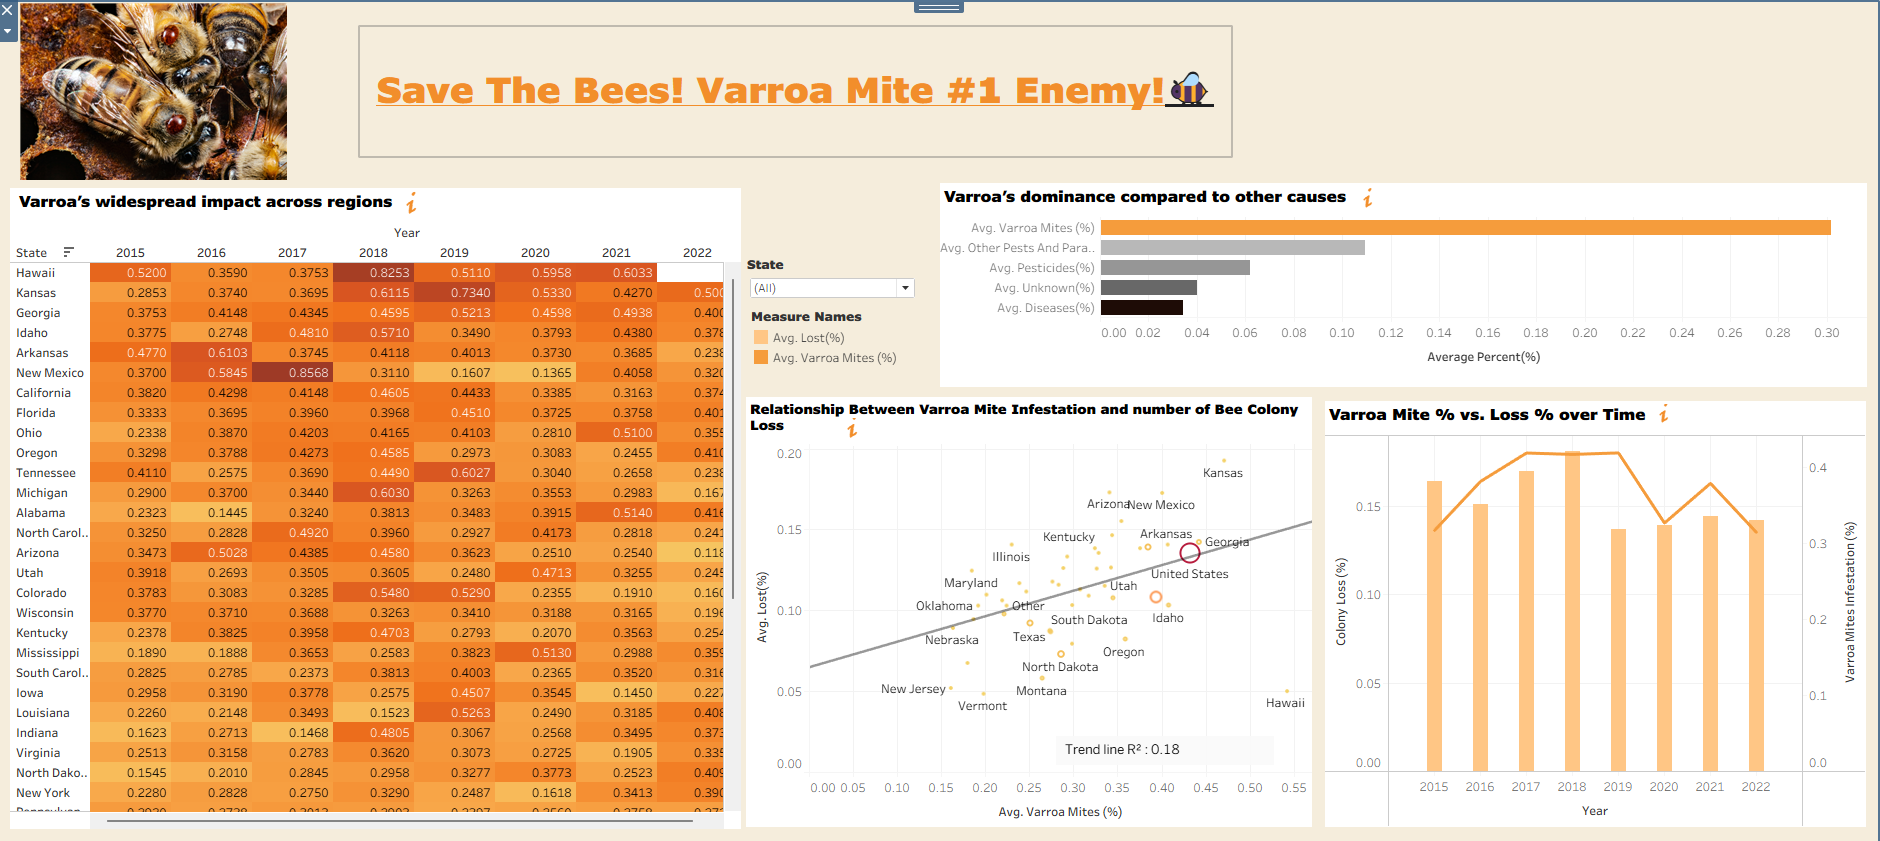 Save The Bees! Varroa Mite #1 Enemy!
Varroa's widespread impact across regions i
Year
State 2015 2016 2017 2018 2019 2020 2021 2022
Hawaii 0.5200 0.3590 0.3753 0.8253 0.5110 0.5958 0.6033
Kansas 0.2853 0.3740 0.3695 0.6115 0.7340 0.5330 0.4270 0.500
Georgia 0.3753 0.4148 0.4345 0.4595 0.5213 0.4598 0.4938 0.400
Idaho 0.3775 0.2748 0.4810 0.5710 0.3490 0.3793 0.4380 0.378
Arkansas 0.4770 0.6103 0.3745 0.4118 0.4013 0.3730 0.3685 0.238
New Mexico 0.3700 0.5845 0.8568 0.3110 0.1607 0.1365 0.4058 0.320
California 0.3820 0.4298 0.4148 0.4605 0.4433 0.3385 0.3163 0.374
Florida 0.3333 0.3695 0.3960 0.3968 0.4510 0.3725 0.3758 0.401
Ohio 0.2338 0.3870 0.4203 0.4165 0.4103 0.2810 0.5100 0.355
Oregon 0.3298 0.3788 0.4273 0.4585 0.2973 0.3083 0.2455 0.410
Tennessee 0.4110 0.2575 0.3690 0.4490 0.6027 0.3040 0.2658 0.238
Michigan 0.2900 0.3700 0.3440 0.6030 0.3263 0.3553 0.2983 0.167
Alabama 0.2323 0.1445 0.3240 0.3813 0.3483 0.3915 0.5140 0.416
North Carol.. 0.3250 0.2828 0.4920 0.3960 0.2927 0.4173 0.2818 0.241
Arizona 0.3473 0.5028 0.4385 0.4580 0.3623 0.2510 0.2540 0.118
Utah 0.3918 0.2693 0.3505 0.3605 0.2480 0.4713 0.3255 0.245
Colorado 0.3783 0.3083 0.3285 0.5480 0.5290 0.2355 0.1910 0.160
Wisconsin 0.3770 0.3710 0.3688 0.3263 0.3410 0.3188 0.3165 0.196
Kentucky 0.2378 0.3825 0.3958 0.4703 0.2793 0.2070 0.3563 0.254
Mississippi 0.1890 0.1888 0.3653 0.2583 0.3823 0.5130 0.2988 0.359
South Carol.. 0.2825 0.2785 0.2373 0.3813 0.4003 0.2365 0.3520 0.316
Iowa 0.2958 0.3190 0.3778 0.2575 0.4507 0.3545 0.1450 0.227
Louisiana 0.2260 0.2148 0.3493 0.1523 0.5263 0.2490 0.3185 0.408
Indiana 0.1623 0.2713 0.1468 0.4805 0.3067 0.2568 0.3495 0.373
Virginia 0.2513 0.3158 0.2783 0.3620 0.3073 0.2725 0.1905 0.335
North Dako.. 0.1545 0.2010 0.2845 0.2958 0.3277 0.3773 0.2523 0.409
New York 0.2280 0.2828 0.2750 0.3290 0.2487 0.1618 0.3413 0.390
State
(All)
Measure Names
Avg. Lost(%)
Avg. Varroa Mites (%)
Varroa's dominance compared to other causes i
Avg. Varroa Mites (%)
Avg. Other Pests And Para..
Avg. Pesticides(%)
Avg. Unknown(%)
Avg. Diseases(%)
0.00 0.02 0.04 0.06 0.08 0.10 0.12 0.14 0.16 0.18 0.20 0.22 0.24 0.26 0.28 0.30
Average Percent(%)
Relationship Between Varroa Mite Infestation and number of Bee Colony
Loss i
0.20
0.15
0.10
0.05
0.00
Avg. Lost(%)
Kansas
Arizona
New Mexico
Kentucky
Arkansas
Georgia
Illinois
United States
Maryland
Utah
Oklahoma
Other
South Dakota
Idaho
Nebraska
Texas
Oregon
North Dakota
New Jersey
Montana
Vermont
Hawaii
Trend line R² : 0.18
0.00 0.05 0.10 0.15 0.20 0.25 0.30 0.35 0.40 0.45 0.50 0.55
Avg. Varroa Mites (%)
Varroa Mite % vs. Loss % over Time i
Colony Loss (%)
0.15
0.10
0.05
0.00
0.4
0.3
0.2
0.1
0.0
Varroa Mites Infestation (%)
2015 2016 2017 2018 2019 2020 2021 2022
Year